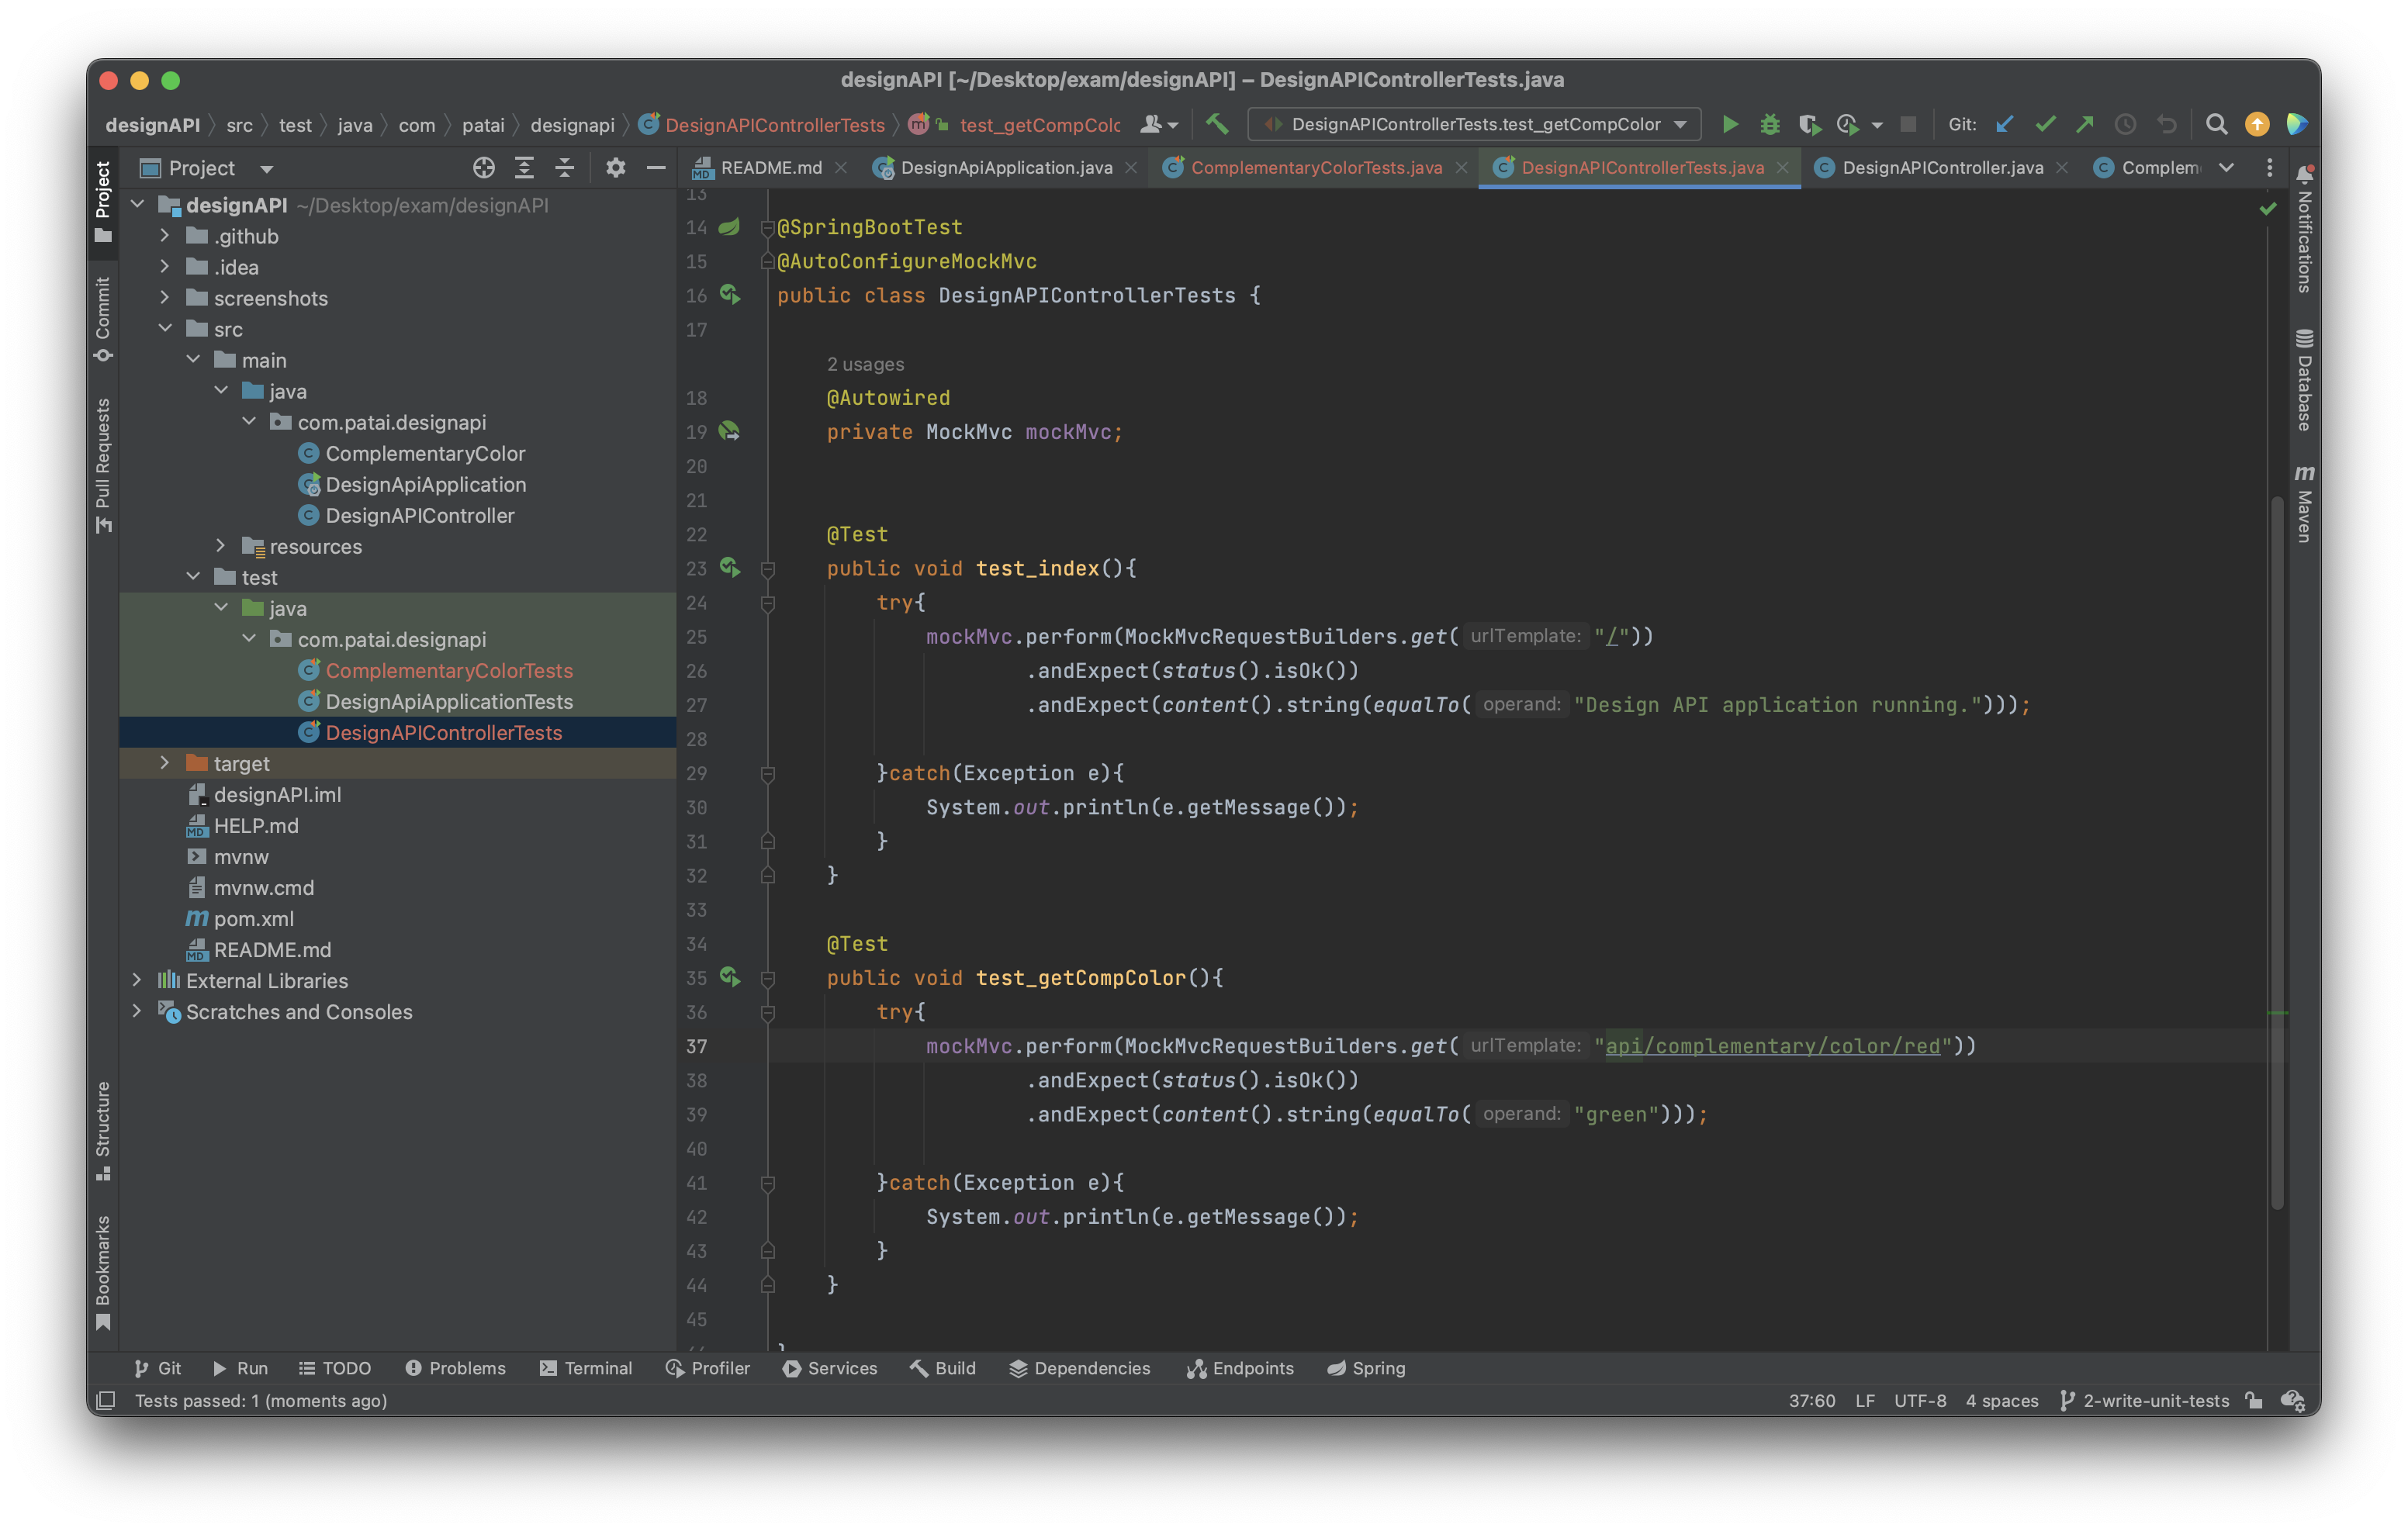 designAPI [~/Desktop/exam/designAPI] – DesignAPIControllerTests.java
designAPI src test java com patai designapi DesignAPIControllerTests test_getCompColo DesignAPIControllerTests.test_getCompColor Git:
Project
README.md DesignApiApplication.java ComplementaryColorTests.java DesignAPIControllerTests.java DesignAPIController.java Complem
Project
Commit
Pull Requests
Structure
Bookmarks
designAPI ~/Desktop/exam/designAPI
.github
.idea
screenshots
src
main
java
com.patai.designapi
ComplementaryColor
DesignApiApplication
DesignAPIController
resources
test
java
com.patai.designapi
ComplementaryColorTests
DesignApiApplicationTests
DesignAPIControllerTests
target
designAPI.iml
HELP.md
mvnw
mvnw.cmd
pom.xml
README.md
External Libraries
Scratches and Consoles
13
14 @SpringBootTest
15 @AutoConfigureMockMvc
16 public class DesignAPIControllerTests {
17
2 usages
18 @Autowired
19 private MockMvc mockMvc;
20
21
22 @Test
23 public void test_index(){
24 try{
25 mockMvc.perform(MockMvcRequestBuilders.get( urlTemplate: "/"))
26 .andExpect(status().isOk())
27 .andExpect(content().string(equalTo( operand: "Design API application running.")));
28
29 }catch(Exception e){
30 System.out.println(e.getMessage());
31 }
32 }
33
34 @Test
35 public void test_getCompColor(){
36 try{
37 mockMvc.perform(MockMvcRequestBuilders.get( urlTemplate: "api/complementary/color/red"))
38 .andExpect(status().isOk())
39 .andExpect(content().string(equalTo( operand: "green")));
40
41 }catch(Exception e){
42 System.out.println(e.getMessage());
43 }
44 }
45
Notifications
Database
Maven
Git Run TODO Problems Terminal Profiler Services Build Dependencies Endpoints Spring
Tests passed: 1 (moments ago) 37:60 LF UTF-8 4 spaces 2-write-unit-tests